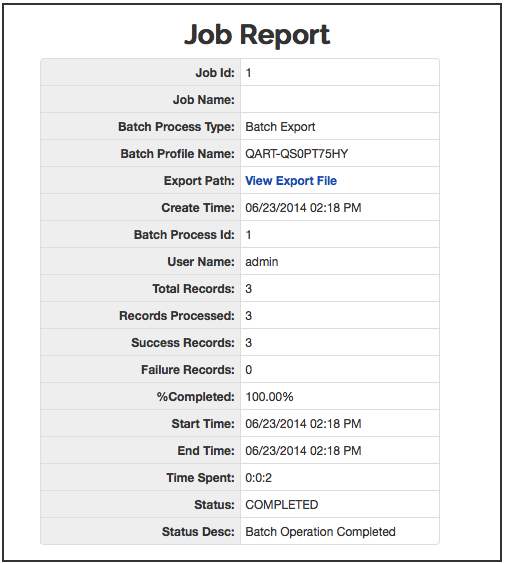 Job Report
Job Id: 1
Job Name:
Batch Process Type: Batch Export
Batch Profile Name: QART-QS0PT75HY
Export Path: View Export File
Create Time: 06/23/2014 02:18 PM
Batch Process Id: 1
User Name: admin
Total Records: 3
Records Processed: 3
Success Records: 3
Failure Records: 0
%Completed: 100.00%
Start Time: 06/23/2014 02:18 PM
End Time: 06/23/2014 02:18 PM
Time Spent: 0:0:2
Status: COMPLETED
Status Desc: Batch Operation Completed